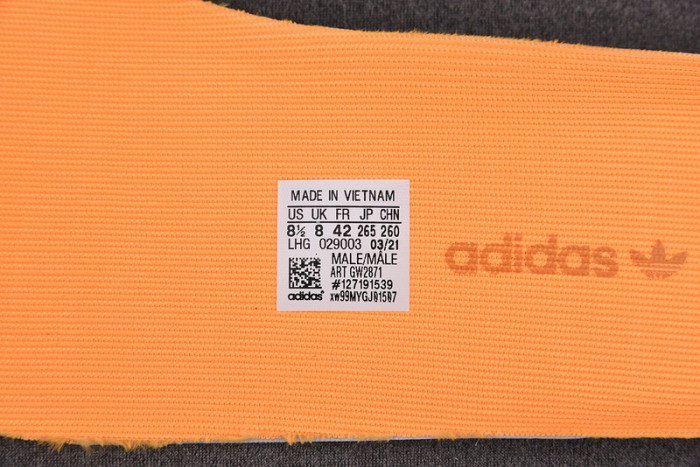 MADE IN VIETNAM
US UK FR JP CHN
8½ 8 42 265 260
LHG 029003 03/21
MALE/MÂLE
ART GW2871
#127191539
adidas® xw99MYGJ01507
adidas